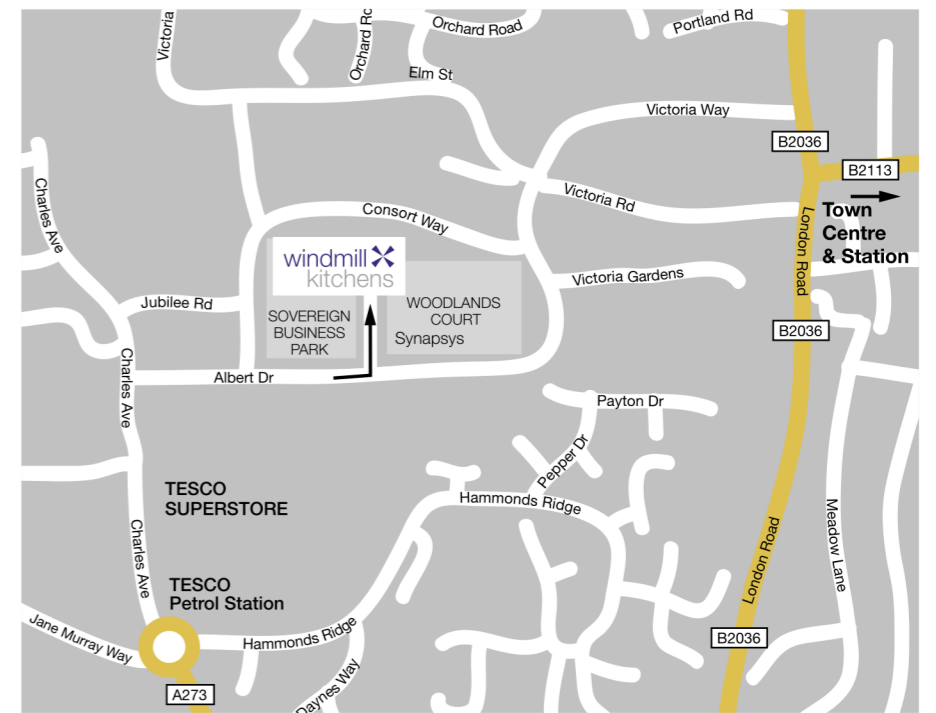 Victoria
Orchard Rd
Orchard Road
Portland Rd
Elm St
Victoria Way
B2036
B2113
Charles Ave
Victoria Rd
Consort Way
London Road
Town
Centre
& Station
windmill
kitchens
Victoria Gardens
Jubilee Rd
SOVEREIGN
BUSINESS
PARK
WOODLANDS
COURT
Synapsys
B2036
Charles Ave
Albert Dr
Payton Dr
Pepper Dr
TESCO
SUPERSTORE
Hammonds Ridge
Charles Ave
London Road
Meadow Lane
TESCO
Petrol Station
Jane Murray Way
Hammonds Ridge
B2036
A273
Daynes Way